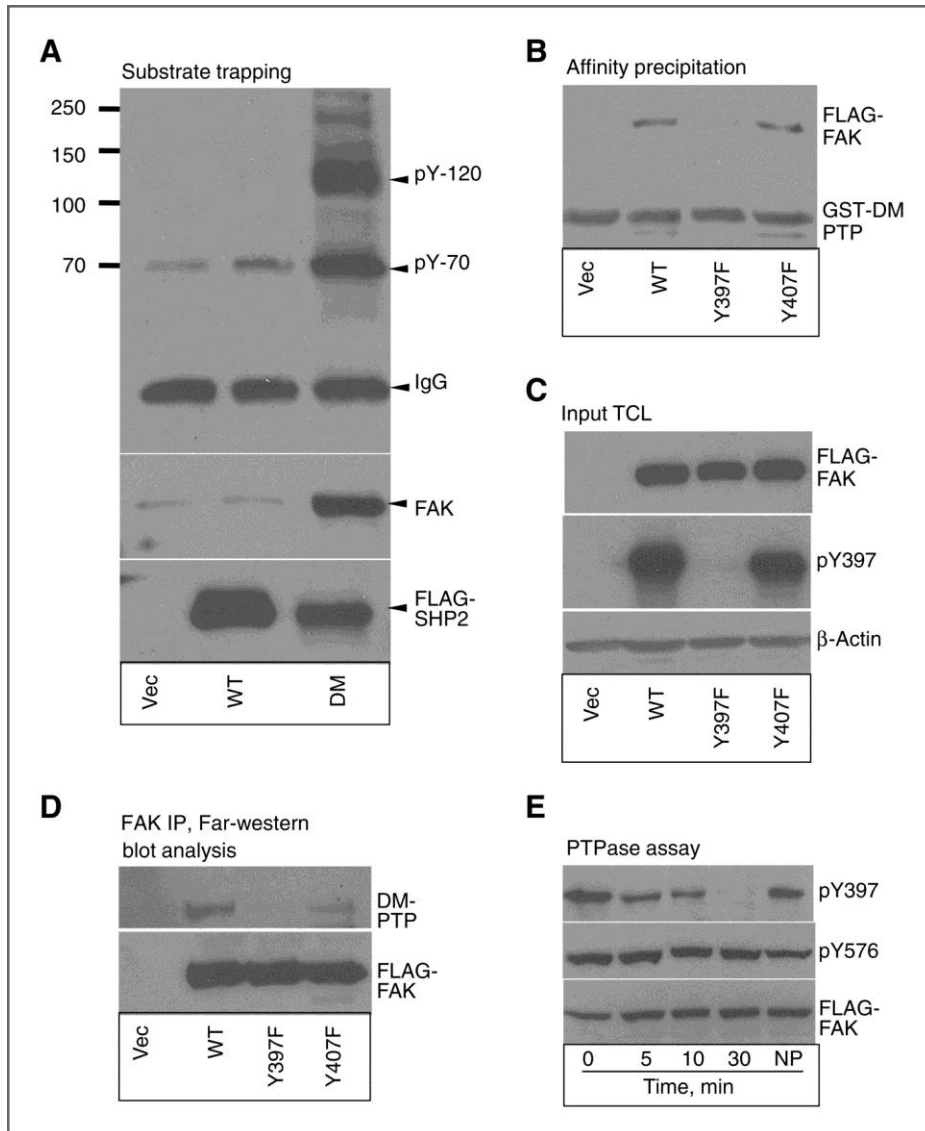 A
Substrate trapping
250
150
100
70
pY-120
pY-70
IgG
FAK
FLAG-
SHP2
Vec
WT
DM
B
Affinity precipitation
FLAG-
FAK
GST-DM
PTP
Vec
WT
Y397F
Y407F
C
Input TCL
FLAG-
FAK
pY397
β-Actin
Vec
WT
Y397F
Y407F
D
FAK IP, Far-western
blot analysis
DM-
PTP
FLAG-
FAK
Vec
WT
Y397F
Y407F
E
PTPase assay
pY397
pY576
FLAG-
FAK
0 5 10 30 NP
Time, min